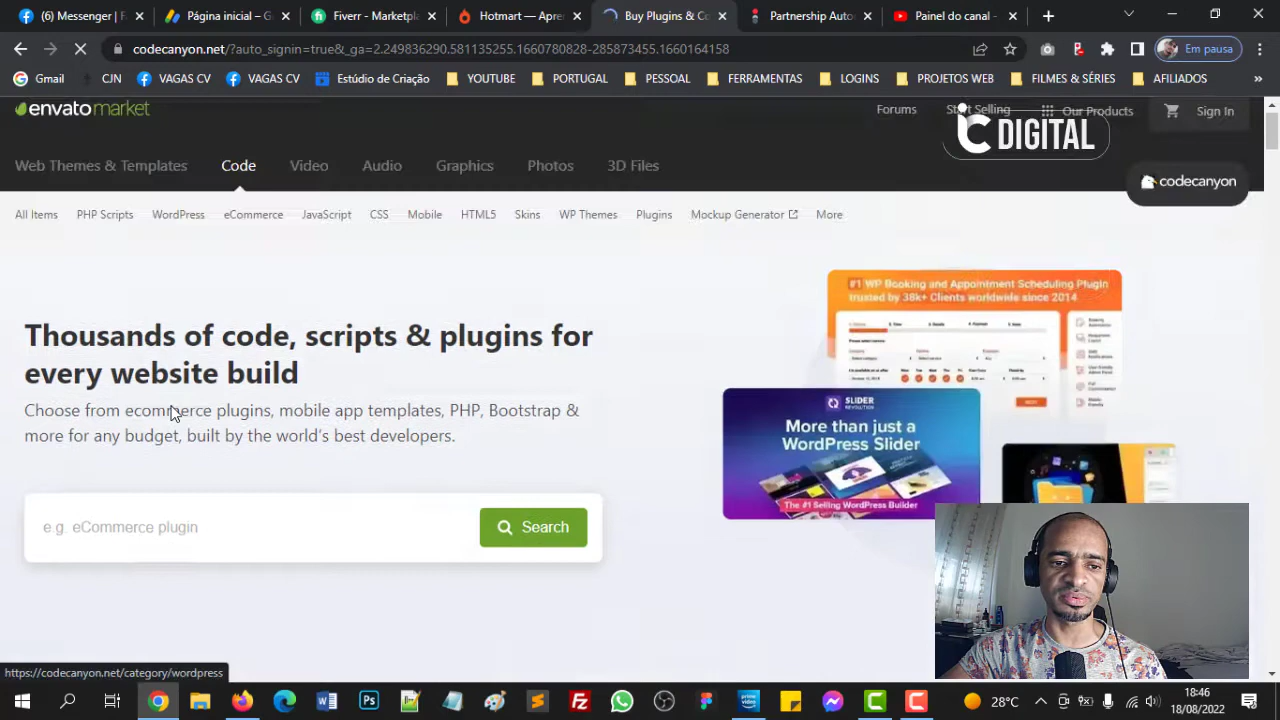 (6) Messenger | F
Página inicial – G
Fiverr - Marketpla
Hotmart — Apren
Buy Plugins & Co
Partnership Auto
Painel do canal -
codecanyon.net/?auto_signin=true&_ga=2.249836290.581135255.1660780828-285873455.1660164158
Em pausa
Gmail
CJN
VAGAS CV
VAGAS CV
Estúdio de Criação
YOUTUBE
PORTUGAL
PESSOAL
FERRAMENTAS
LOGINS
PROJETOS WEB
FILMES & SÉRIES
AFILIADOS
»
envatomarket
Forums
Start Selling
Our Products
Sign In
iC DIGITAL
Web Themes & Templates
Code
Video
Audio
Graphics
Photos
3D Files
codecanyon
All Items
PHP Scripts
WordPress
eCommerce
JavaScript
CSS
Mobile
HTML5
Skins
WP Themes
Plugins
Mockup Generator
More
#1 WP Booking and Appointment Scheduling Plugin
trusted by 38k+ Clients worldwide since 2014
Thousands of code, scripts & plugins for
every website build
Choose from ecommerce plugins, mobile app templates, PHP, Bootstrap &
more for any budget, built by the world's best developers.
SLIDER
REVOLUTION
More than just a
WordPress Slider
The #1 Selling WordPress Builder
e.g. eCommerce plugin
Search
https://codecanyon.net/category/wordpress
28°C
18:46
18/08/2022